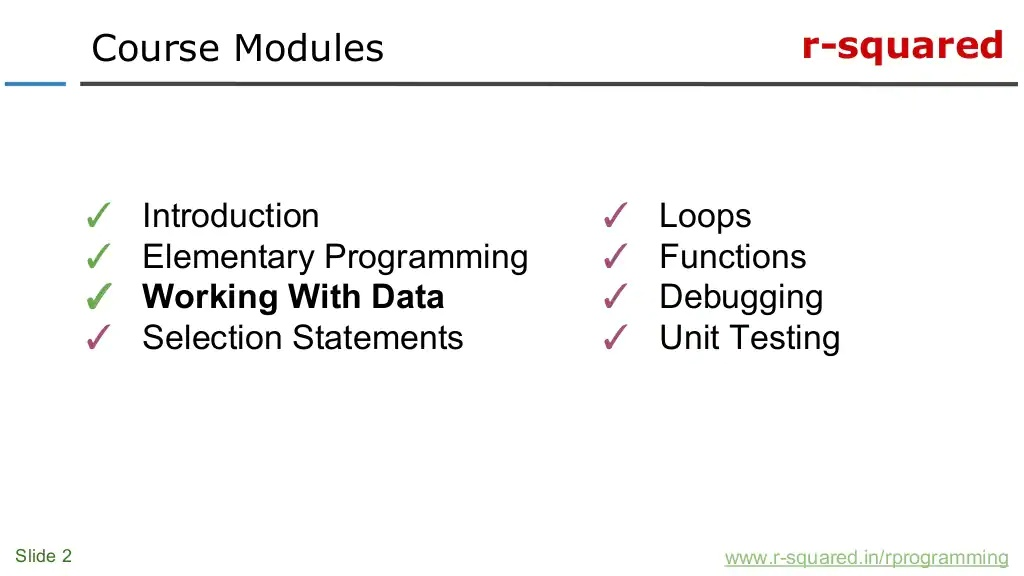 Course Modules
r-squared
✓ Introduction
✓ Elementary Programming
✓ Working With Data
✓ Selection Statements
✓ Loops
✓ Functions
✓ Debugging
✓ Unit Testing
Slide 2
www.r-squared.in/rprogramming